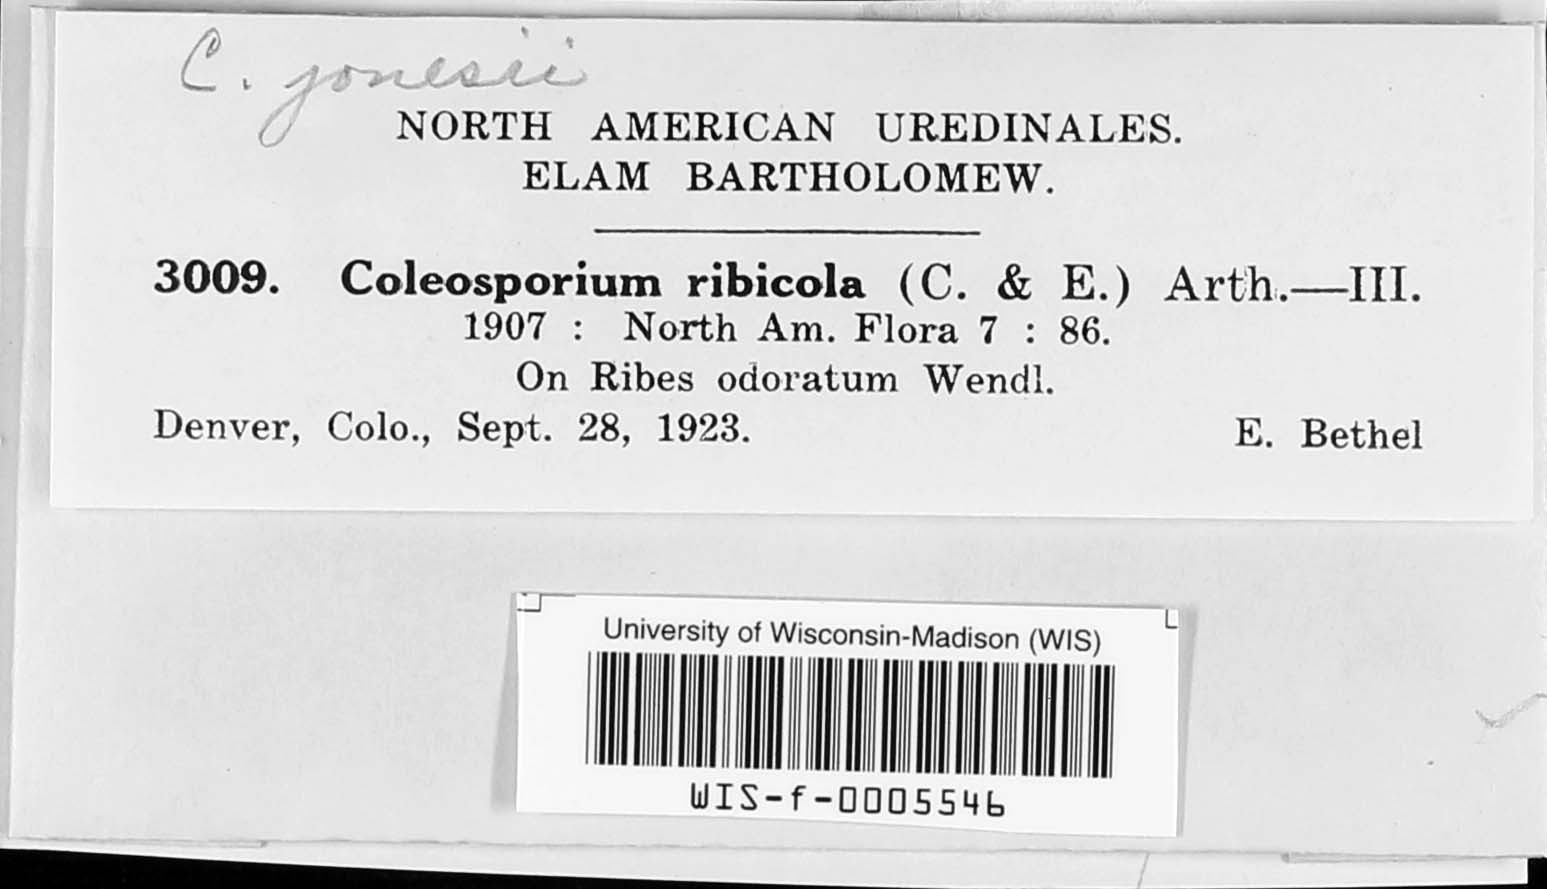 C. jonesii
NORTH AMERICAN UREDINALES.
ELAM BARTHOLOMEW.
3009. Coleosporium ribicola (C. & E.) Arth.—III.
1907 : North Am. Flora 7 : 86.
On Ribes odoratum Wendl.
Denver, Colo., Sept. 28, 1923. E. Bethel
University of Wisconsin-Madison (WIS)
WIS-f-0005546